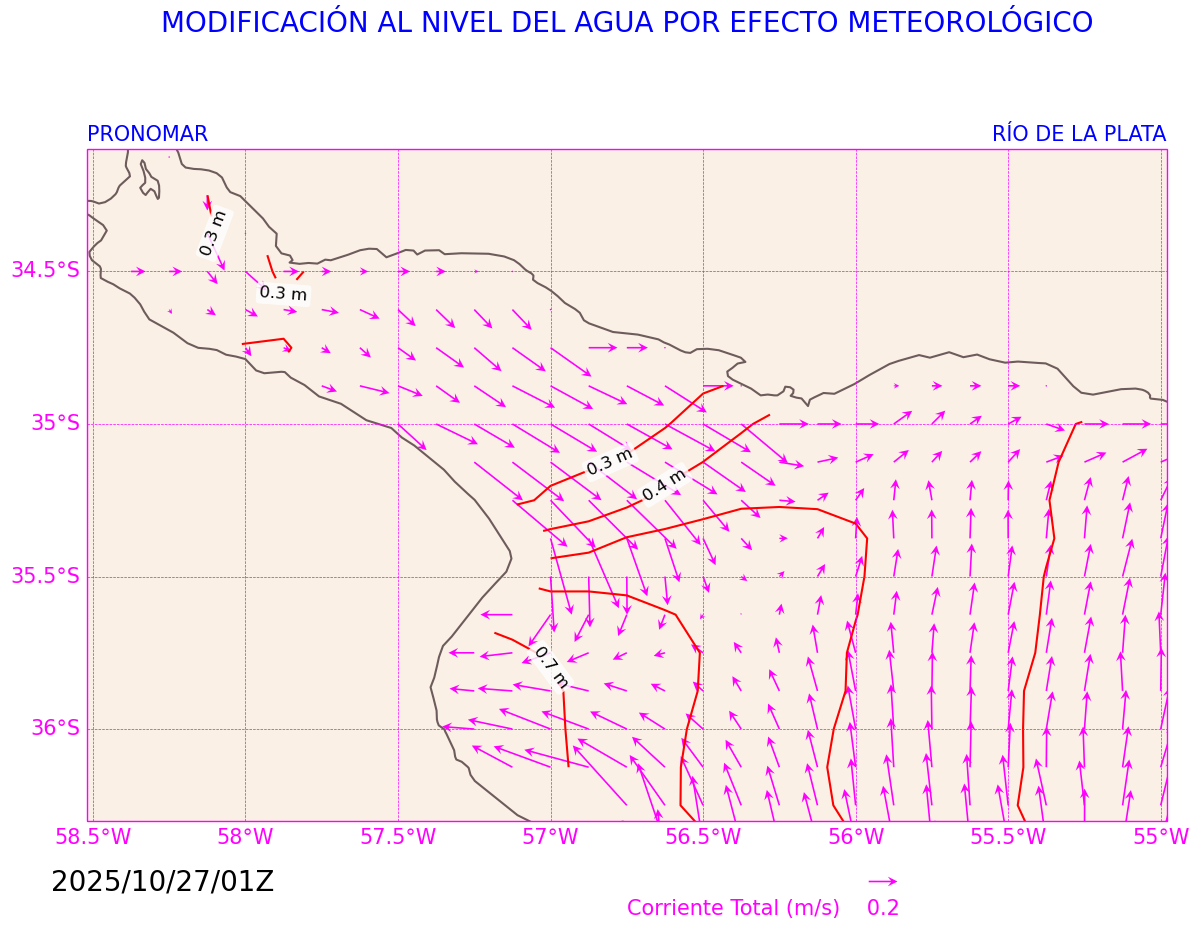 MODIFICACIÓN AL NIVEL DEL AGUA POR EFECTO METEOROLÓGICO
PRONOMAR
RÍO DE LA PLATA
0.3 m
34.5°S
0.3 m
35°S
0.3 m
0.4 m
35.5°S
0.7 m
36°S
58.5°W 58°W 57.5°W 57°W 56.5°W 56°W 55.5°W 55°W
2025/10/27/01Z
Corriente Total (m/s) 0.2